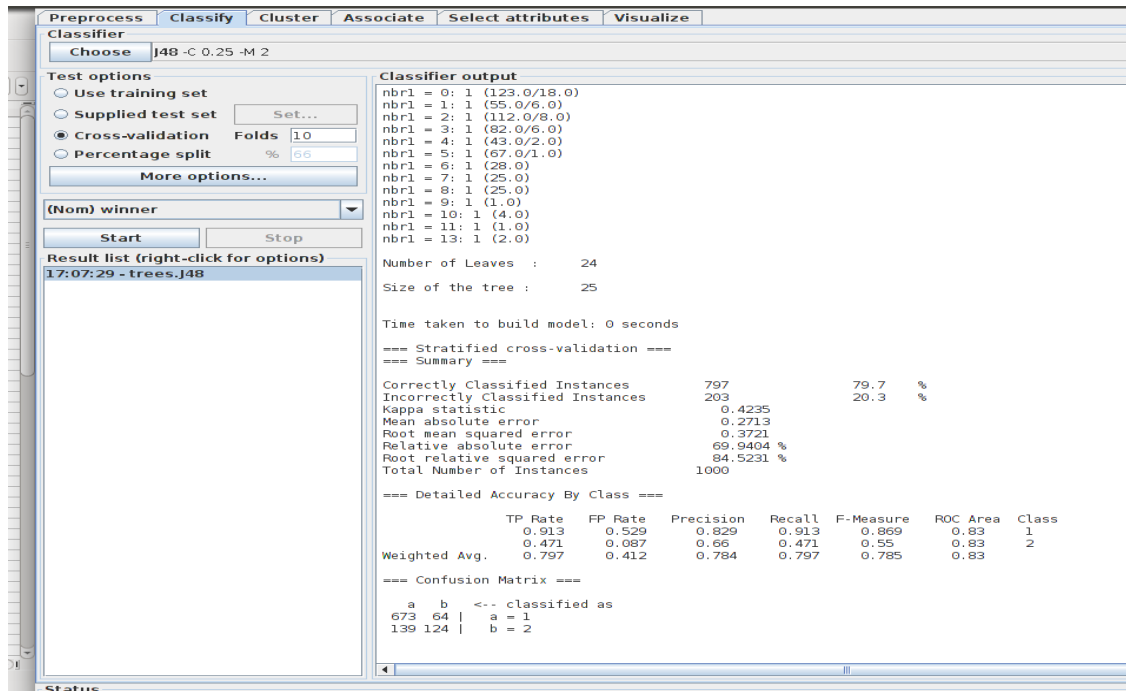 Preprocess Classify Cluster Associate Select attributes Visualize
Classifier
Choose J48 -C 0.25 -M 2
Test options
Use training set
Supplied test set Set...
Cross-validation Folds 10
Percentage split % 66
More options...
(Nom) winner
Start Stop
Result list (right-click for options)
17:07:29 - trees.J48
Classifier output
nbr1 = 0: 1 (123.0/18.0)
nbr1 = 1: 1 (55.0/6.0)
nbr1 = 2: 1 (112.0/8.0)
nbr1 = 3: 1 (82.0/6.0)
nbr1 = 4: 1 (43.0/2.0)
nbr1 = 5: 1 (67.0/1.0)
nbr1 = 6: 1 (28.0)
nbr1 = 7: 1 (25.0)
nbr1 = 8: 1 (25.0)
nbr1 = 9: 1 (1.0)
nbr1 = 10: 1 (4.0)
nbr1 = 11: 1 (1.0)
nbr1 = 13: 1 (2.0)
Number of Leaves : 24
Size of the tree : 25
Time taken to build model: 0 seconds
=== Stratified cross-validation ===
=== Summary ===
Correctly Classified Instances 797 79.7 %
Incorrectly Classified Instances 203 20.3 %
Kappa statistic 0.4235
Mean absolute error 0.2713
Root mean squared error 0.3721
Relative absolute error 69.9404 %
Root relative squared error 84.5231 %
Total Number of Instances 1000
=== Detailed Accuracy By Class ===
TP Rate FP Rate Precision Recall F-Measure ROC Area Class
0.913 0.529 0.829 0.913 0.869 0.83 1
0.471 0.087 0.66 0.471 0.55 0.83 2
Weighted Avg. 0.797 0.412 0.784 0.797 0.785 0.83
=== Confusion Matrix ===
a b <-- classified as
673 64 | a = 1
139 124 | b = 2
Status